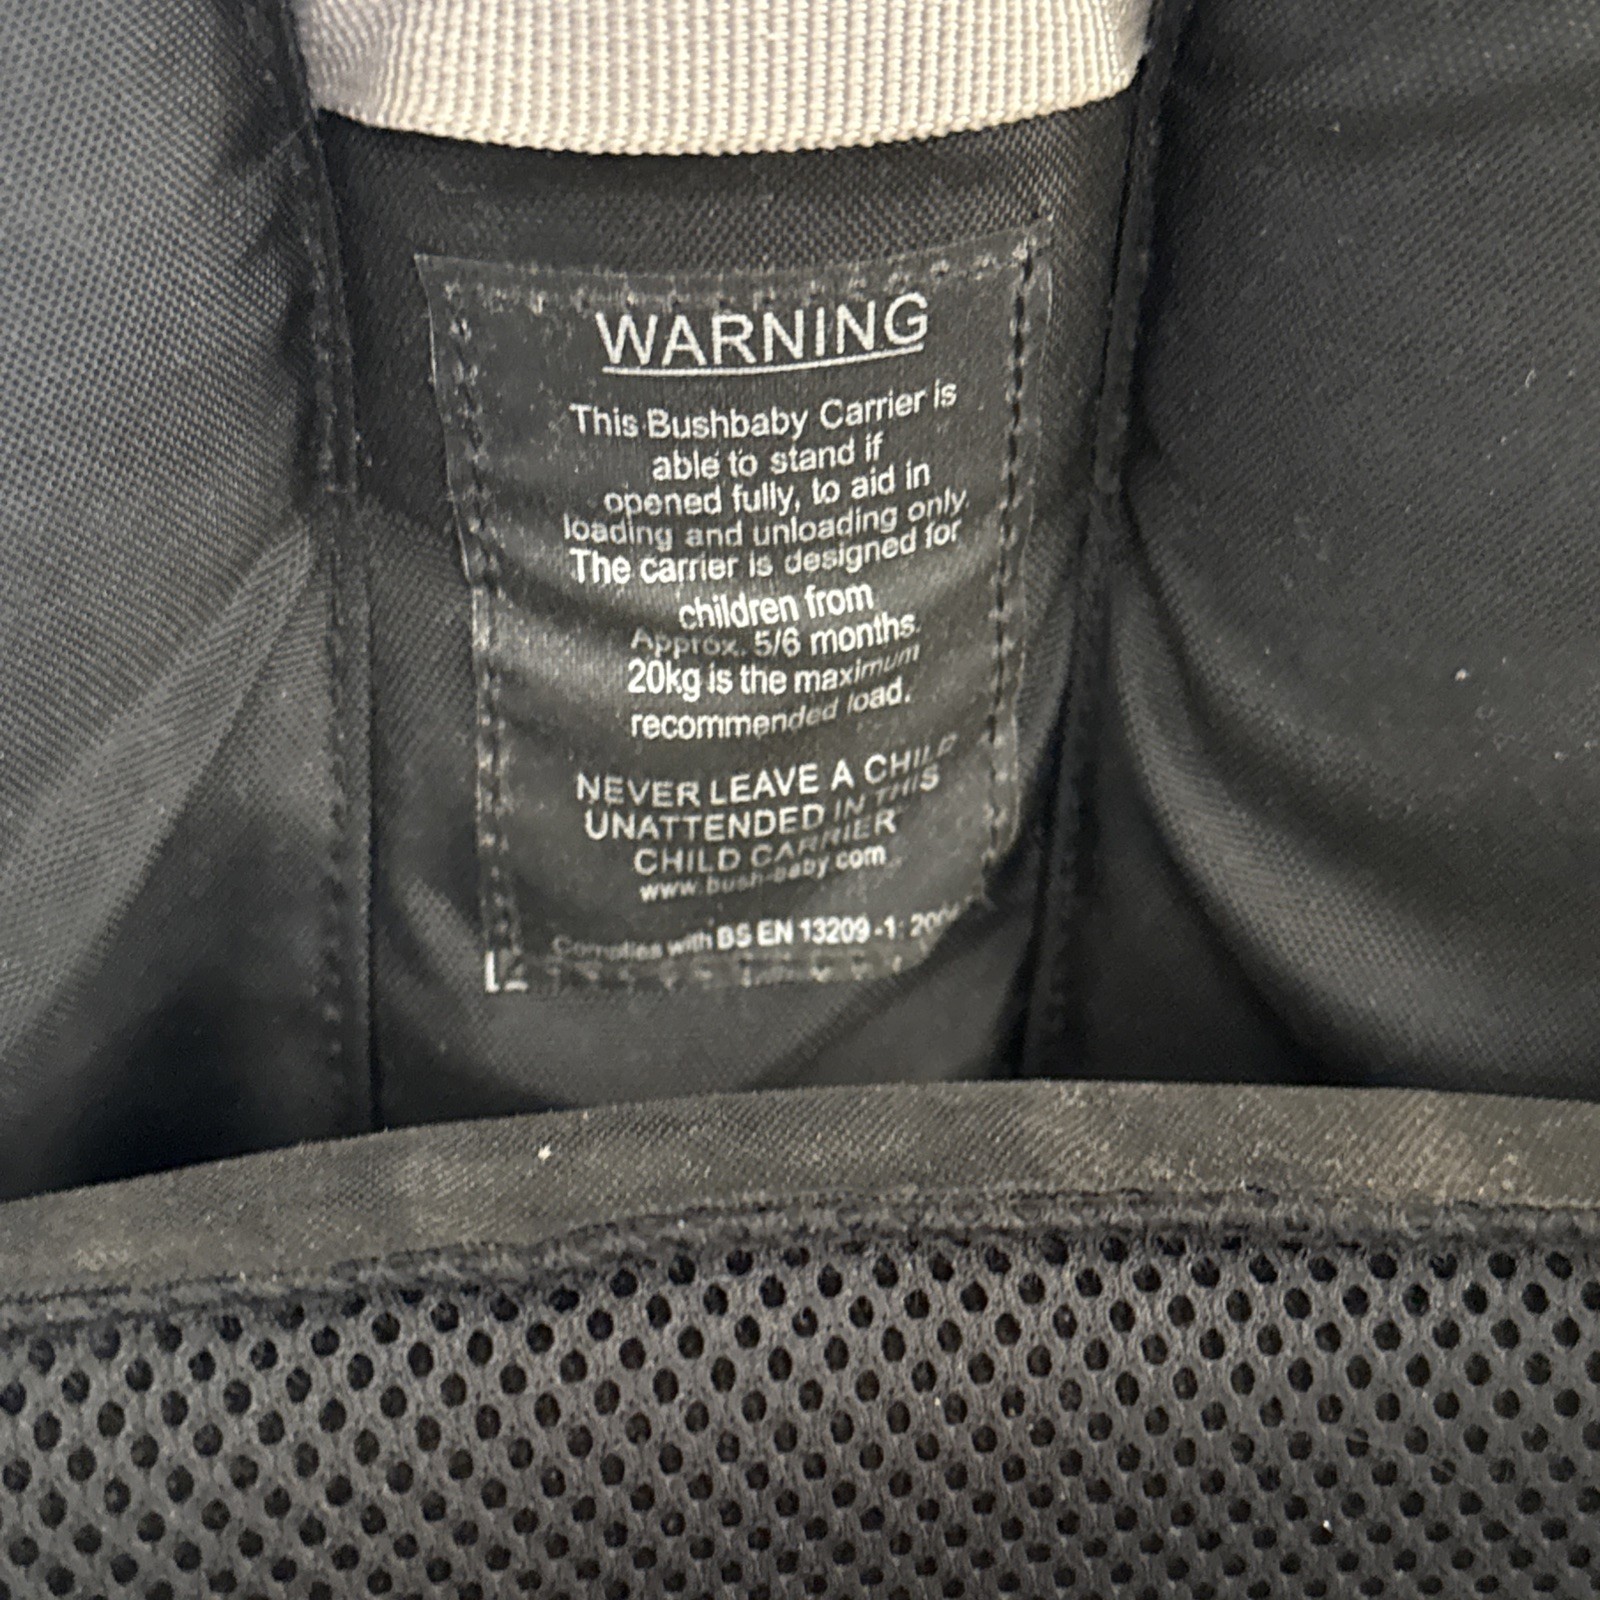 WARNING
This Bushbaby Carrier is
able to stand if
opened fully, to aid in
loading and unloading only.
The carrier is designed for
children from
Approx. 5/6 months.
20kg is the maximum
recommended load.
NEVER LEAVE A CHILD
UNATTENDED IN THIS
CHILD CARRIER
www.bush-baby.com
Complies with BS EN 13209 -1: